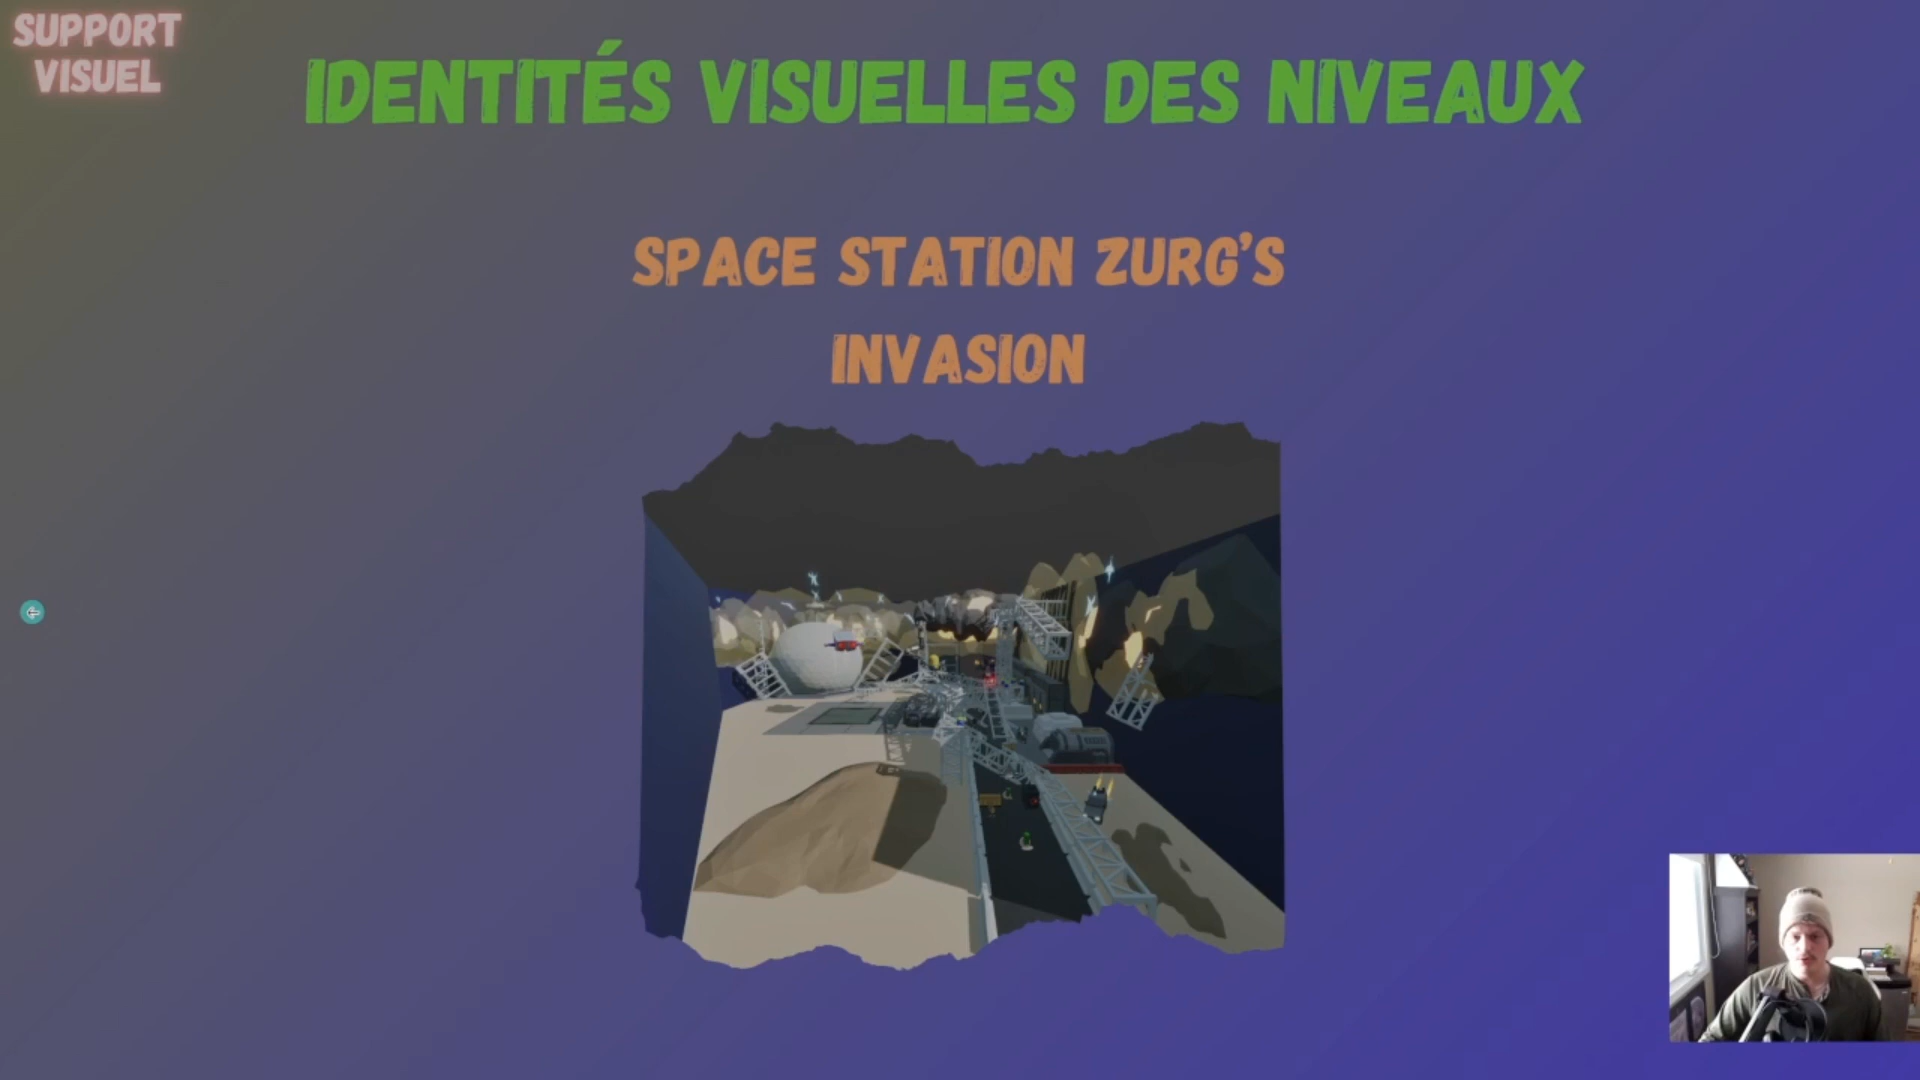 SUPPORT
VISUEL
IDENTITÉS VISUELLES DES NIVEAUX
SPACE STATION ZURG'S
INVASION